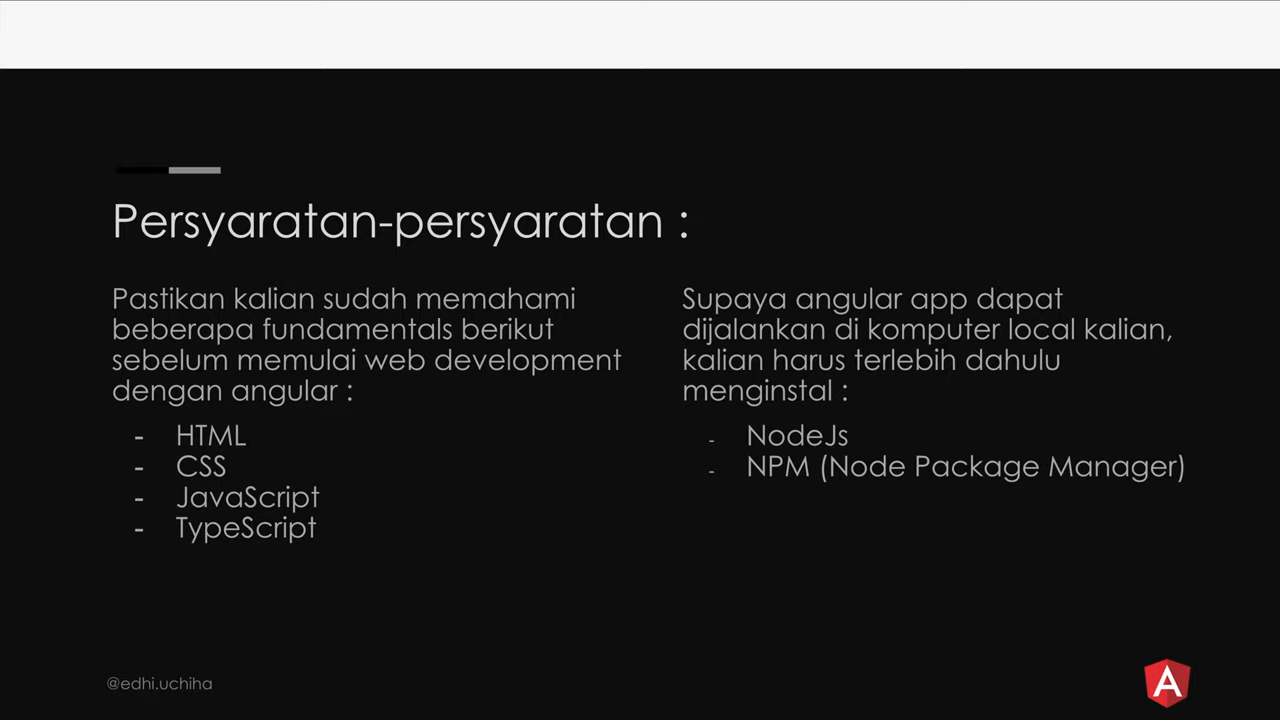 Persyaratan-persyaratan :
Pastikan kalian sudah memahami
beberapa fundamentals berikut
sebelum memulai web development
dengan angular :
- HTML
- CSS
- JavaScript
- TypeScript
Supaya angular app dapat
dijalankan di komputer local kalian,
kalian harus terlebih dahulu
menginstal :
- NodeJs
- NPM (Node Package Manager)
@edhi.uchiha
A